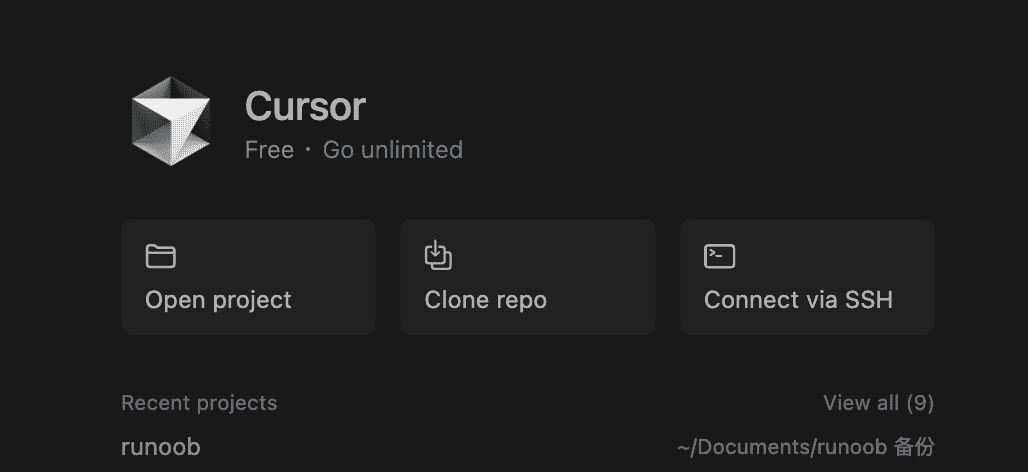 Cursor
Free · Go unlimited
Open project
Clone repo
Connect via SSH
Recent projects
View all (9)
runoob
~/Documents/runoob 备份